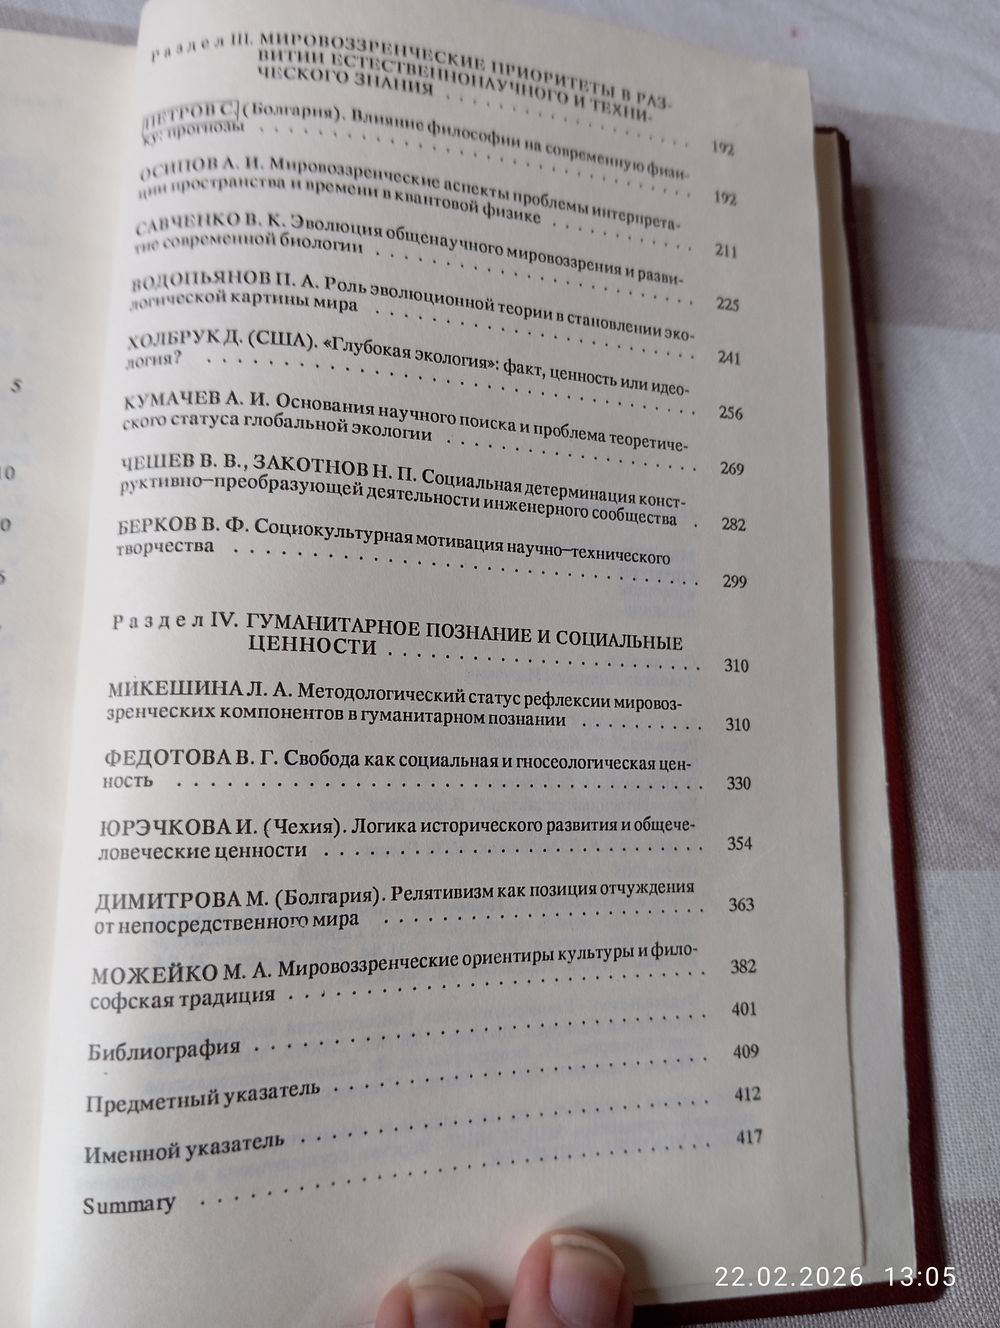 Раздел III. МИРОВОЗЗРЕНЧЕСКИЕ ПРИОРИТЕТЫ В РАЗ-
ВИТИИ ЕСТЕСТВЕННОНАУЧНОГО И ТЕХНИ-
ЧЕСКОГО ЗНАНИЯ . . . . . . . . . . 192
ПЕТРОВ С. (Болгария). Влияние философии на современную физи-
ку: прогнозы . . . . . . . . . . 192
ОСИПОВ А. И. Мировоззренческие аспекты проблемы интерпрета-
ции пространства и времени в квантовой физике . . . . . . . . 211
САВЧЕНКО В. К. Эволюция общенаучного мировоззрения и разви-
тие современной биологии . . . . . . . . . . 225
ВОДОПЬЯНОВ П. А. Роль эволюционной теории в становлении эко-
логической картины мира . . . . . . . . . . 241
ХОЛБРУК Д. (США). «Глубокая экология»: факт, ценность или идео-
логия? . . . . . . . . . . 256
КУМАЧЕВ А. И. Основания научного поиска и проблема теоретиче-
ского статуса глобальной экологии . . . . . . . . . . 269
ЧЕШЕВ В. В., ЗАКОТНОВ Н. П. Социальная детерминация конст-
руктивно–преобразующей деятельности инженерного сообщества . 282
БЕРКОВ В. Ф. Социокультурная мотивация научно–технического
творчества . . . . . . . . . . 299
Раздел IV. ГУМАНИТАРНОЕ ПОЗНАНИЕ И СОЦИАЛЬНЫЕ
ЦЕННОСТИ . . . . . . . . . . 310
МИКЕШИНА Л. А. Методологический статус рефлексии мировоз-
зренческих компонентов в гуманитарном познании . . . . . . . 310
ФЕДОТОВА В. Г. Свобода как социальная и гносеологическая цен-
ность . . . . . . . . . . 330
ЮРЭЧКОВА И. (Чехия). Логика исторического развития и общече-
ловеческие ценности . . . . . . . . . . 354
ДИМИТРОВА М. (Болгария). Релятивизм как позиция отчуждения
от непосредственного мира . . . . . . . . . . 363
МОЖЕЙКО М. А. Мировоззренческие ориентиры культуры и фило-
софская традиция . . . . . . . . . . 382
Библиография . . . . . . . . . . 401
Предметный указатель . . . . . . . . . . 409
Именной указатель . . . . . . . . . . 412
Summary . . . . . . . . . . 417
22.02.2026 13:05